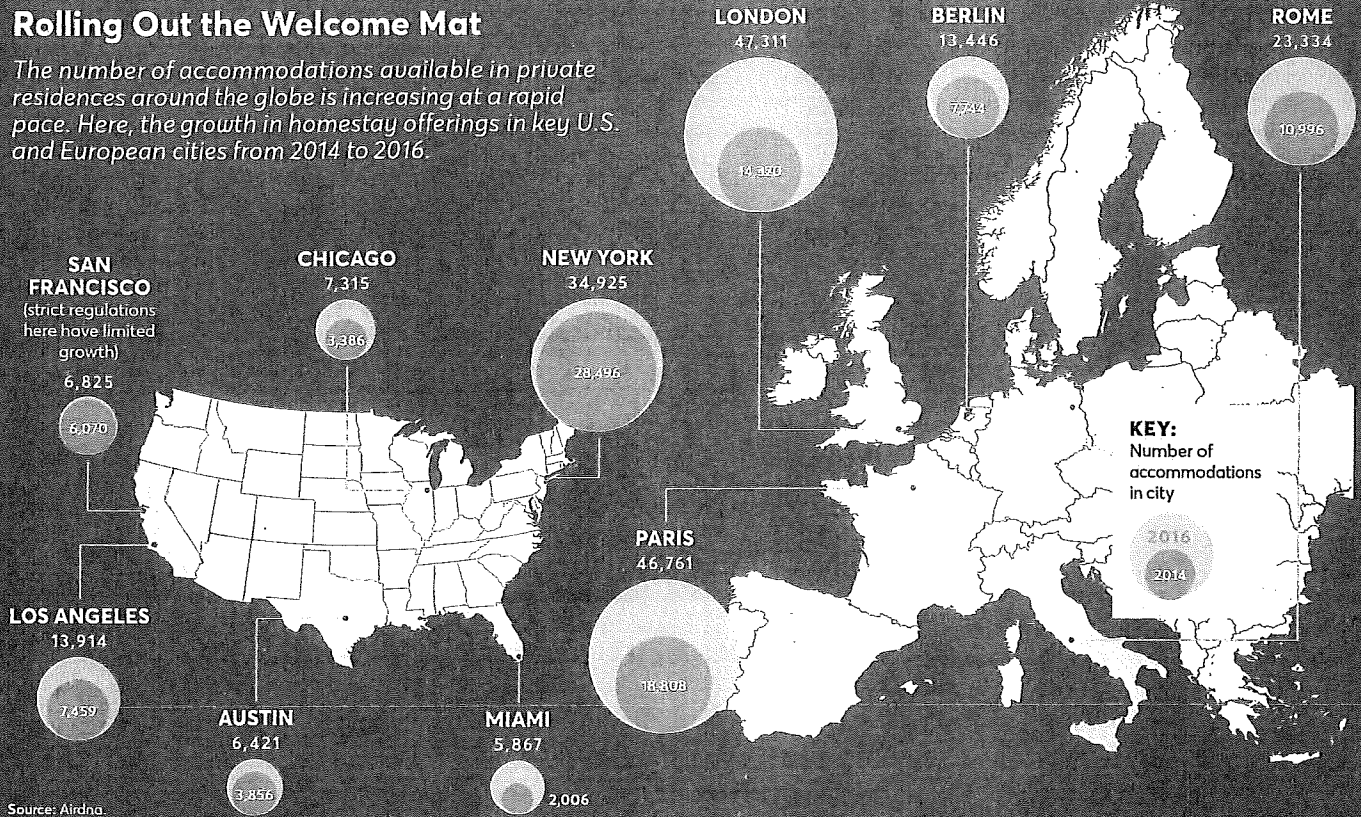 Rolling Out the Welcome Mat
The number of accommodations available in private
residences around the globe is increasing at a rapid
pace. Here, the growth in homestay offerings in key U.S.
and European cities from 2014 to 2016.
LONDON
47,311
BERLIN
13,446
7,744
ROME
23,334
10,996
SAN
FRANCISCO
(strict regulations
here have limited
growth)
6,825
6,070
CHICAGO
7,315
3,386
NEW YORK
34,925
28,496
KEY:
Number of
accommodations
in city
2016
2014
PARIS
46,761
18,808
LOS ANGELES
13,914
7,459
AUSTIN
6,421
3,856
MIAMI
5,867
2,006
Source: Airdna.